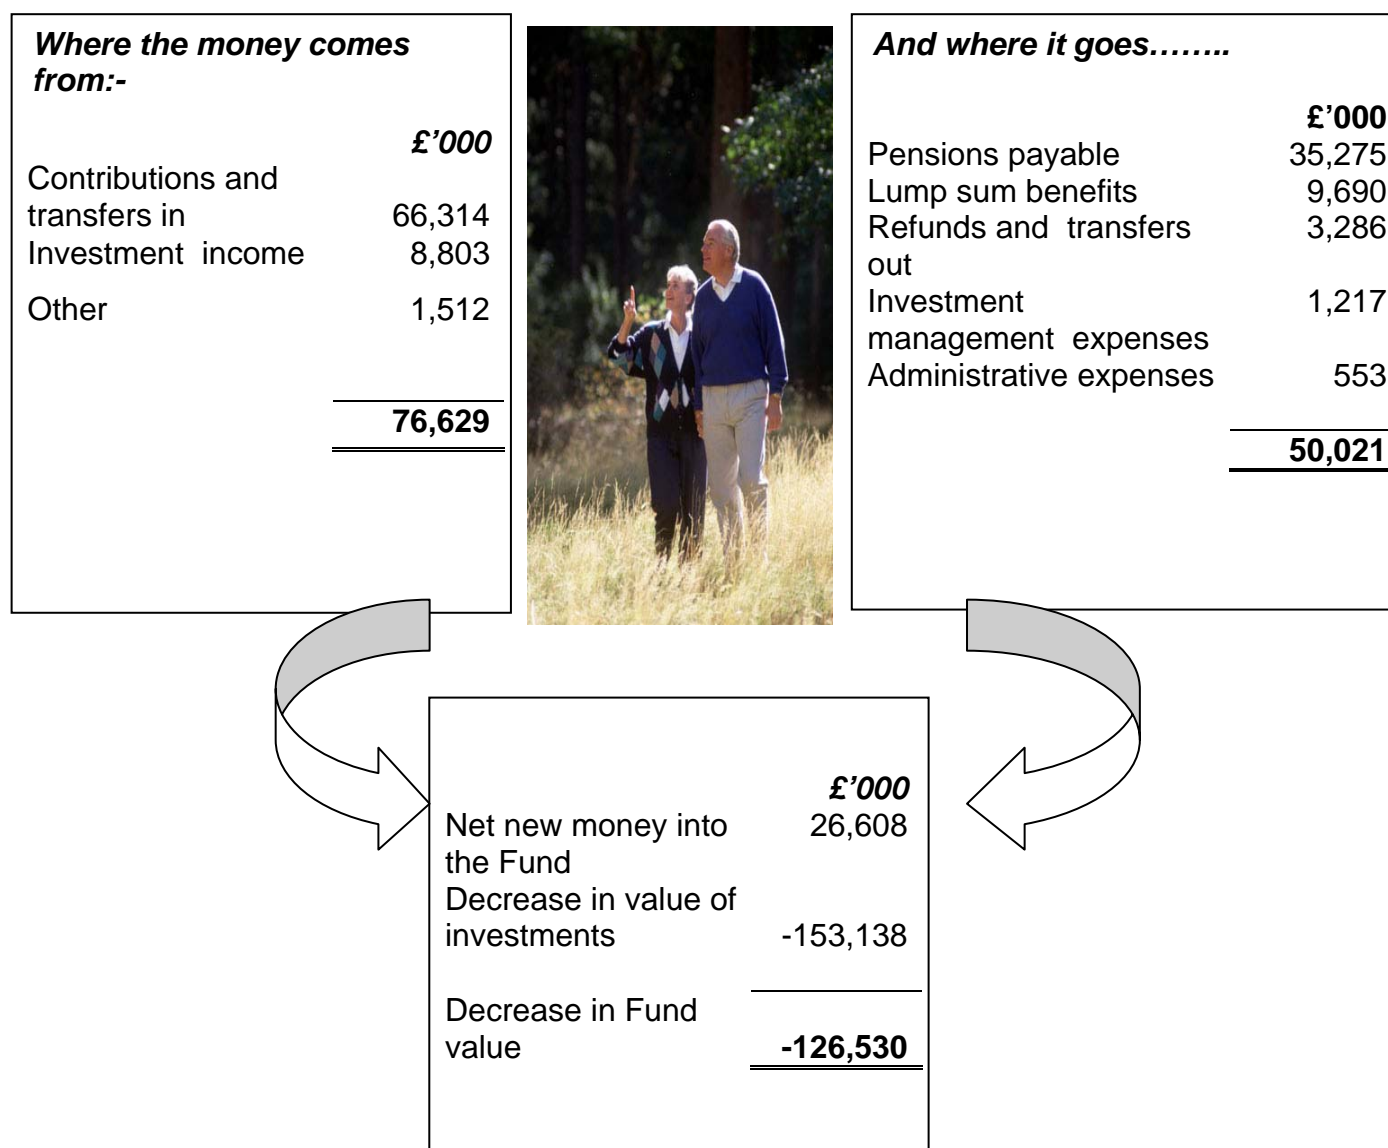 Where the money comes
from:-
£’000
Contributions and
transfers in 66,314
Investment income 8,803
Other 1,512
76,629
And where it goes……..
£’000
Pensions payable 35,275
Lump sum benefits 9,690
Refunds and transfers 3,286
out
Investment 1,217
management expenses
Administrative expenses 553
50,021
£’000
Net new money into 26,608
the Fund
Decrease in value of
investments -153,138
Decrease in Fund
value -126,530